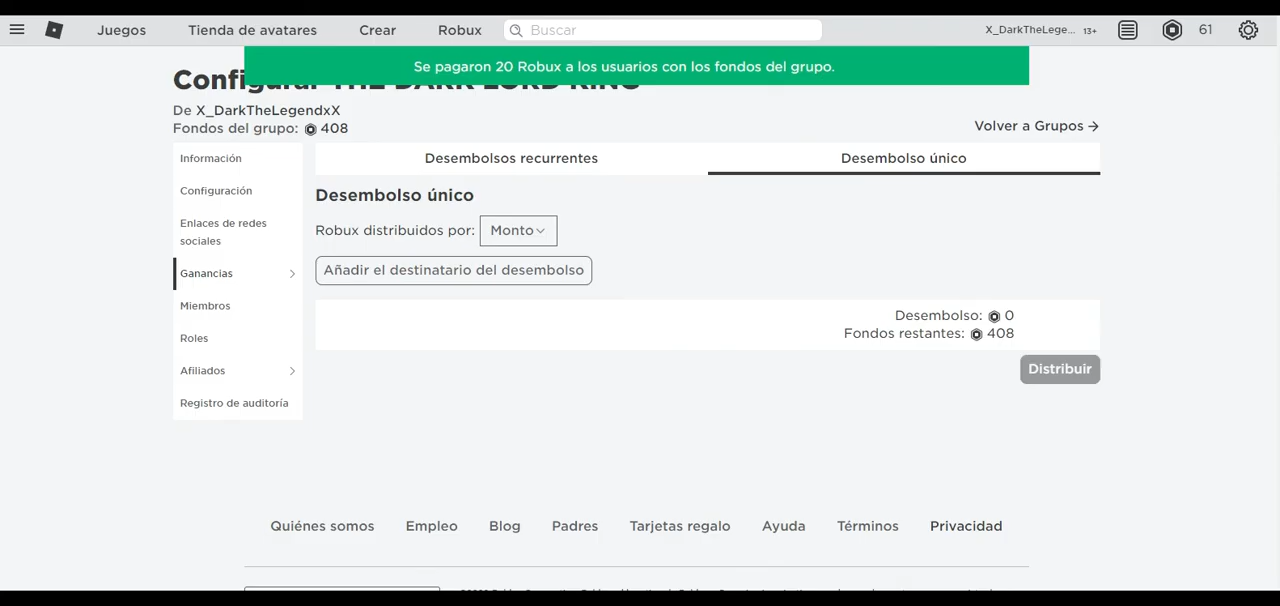 Juegos Tienda de avatares Crear Robux Buscar X_DarkTheLege... 13+ 61
Se pagaron 20 Robux a los usuarios con los fondos del grupo.
De X_DarkTheLegendxX
Fondos del grupo: 408
Volver a Grupos →
Información
Configuración
Enlaces de redes
sociales
Ganancias
Miembros
Roles
Afiliados
Registro de auditoría
Desembolsos recurrentes Desembolso único
Desembolso único
Robux distribuidos por: Monto
Añadir el destinatario del desembolso
Desembolso: 0
Fondos restantes: 408
Distribuir
Quiénes somos Empleo Blog Padres Tarjetas regalo Ayuda Términos Privacidad